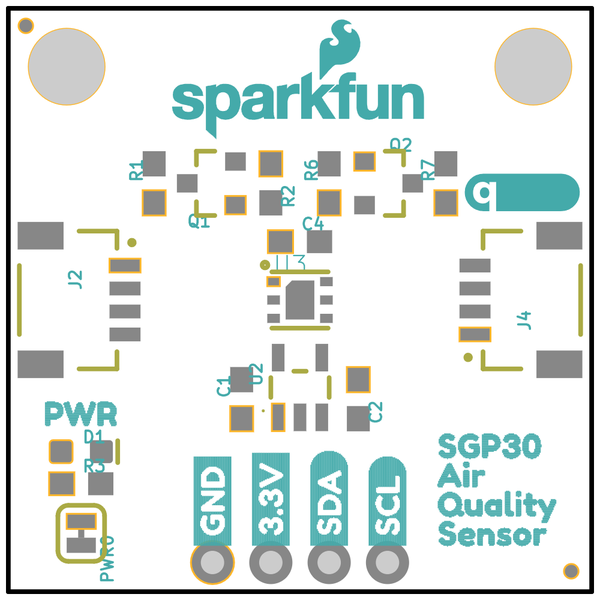 sparkfun
R1
R6
Q2
R7
R2
q
Q1
C4
U3
J2
J4
U2
C1
C2
PWR
D1
R3
PWR0
GND
3.3V
SDA
SCL
SGP30
Air
Quality
Sensor